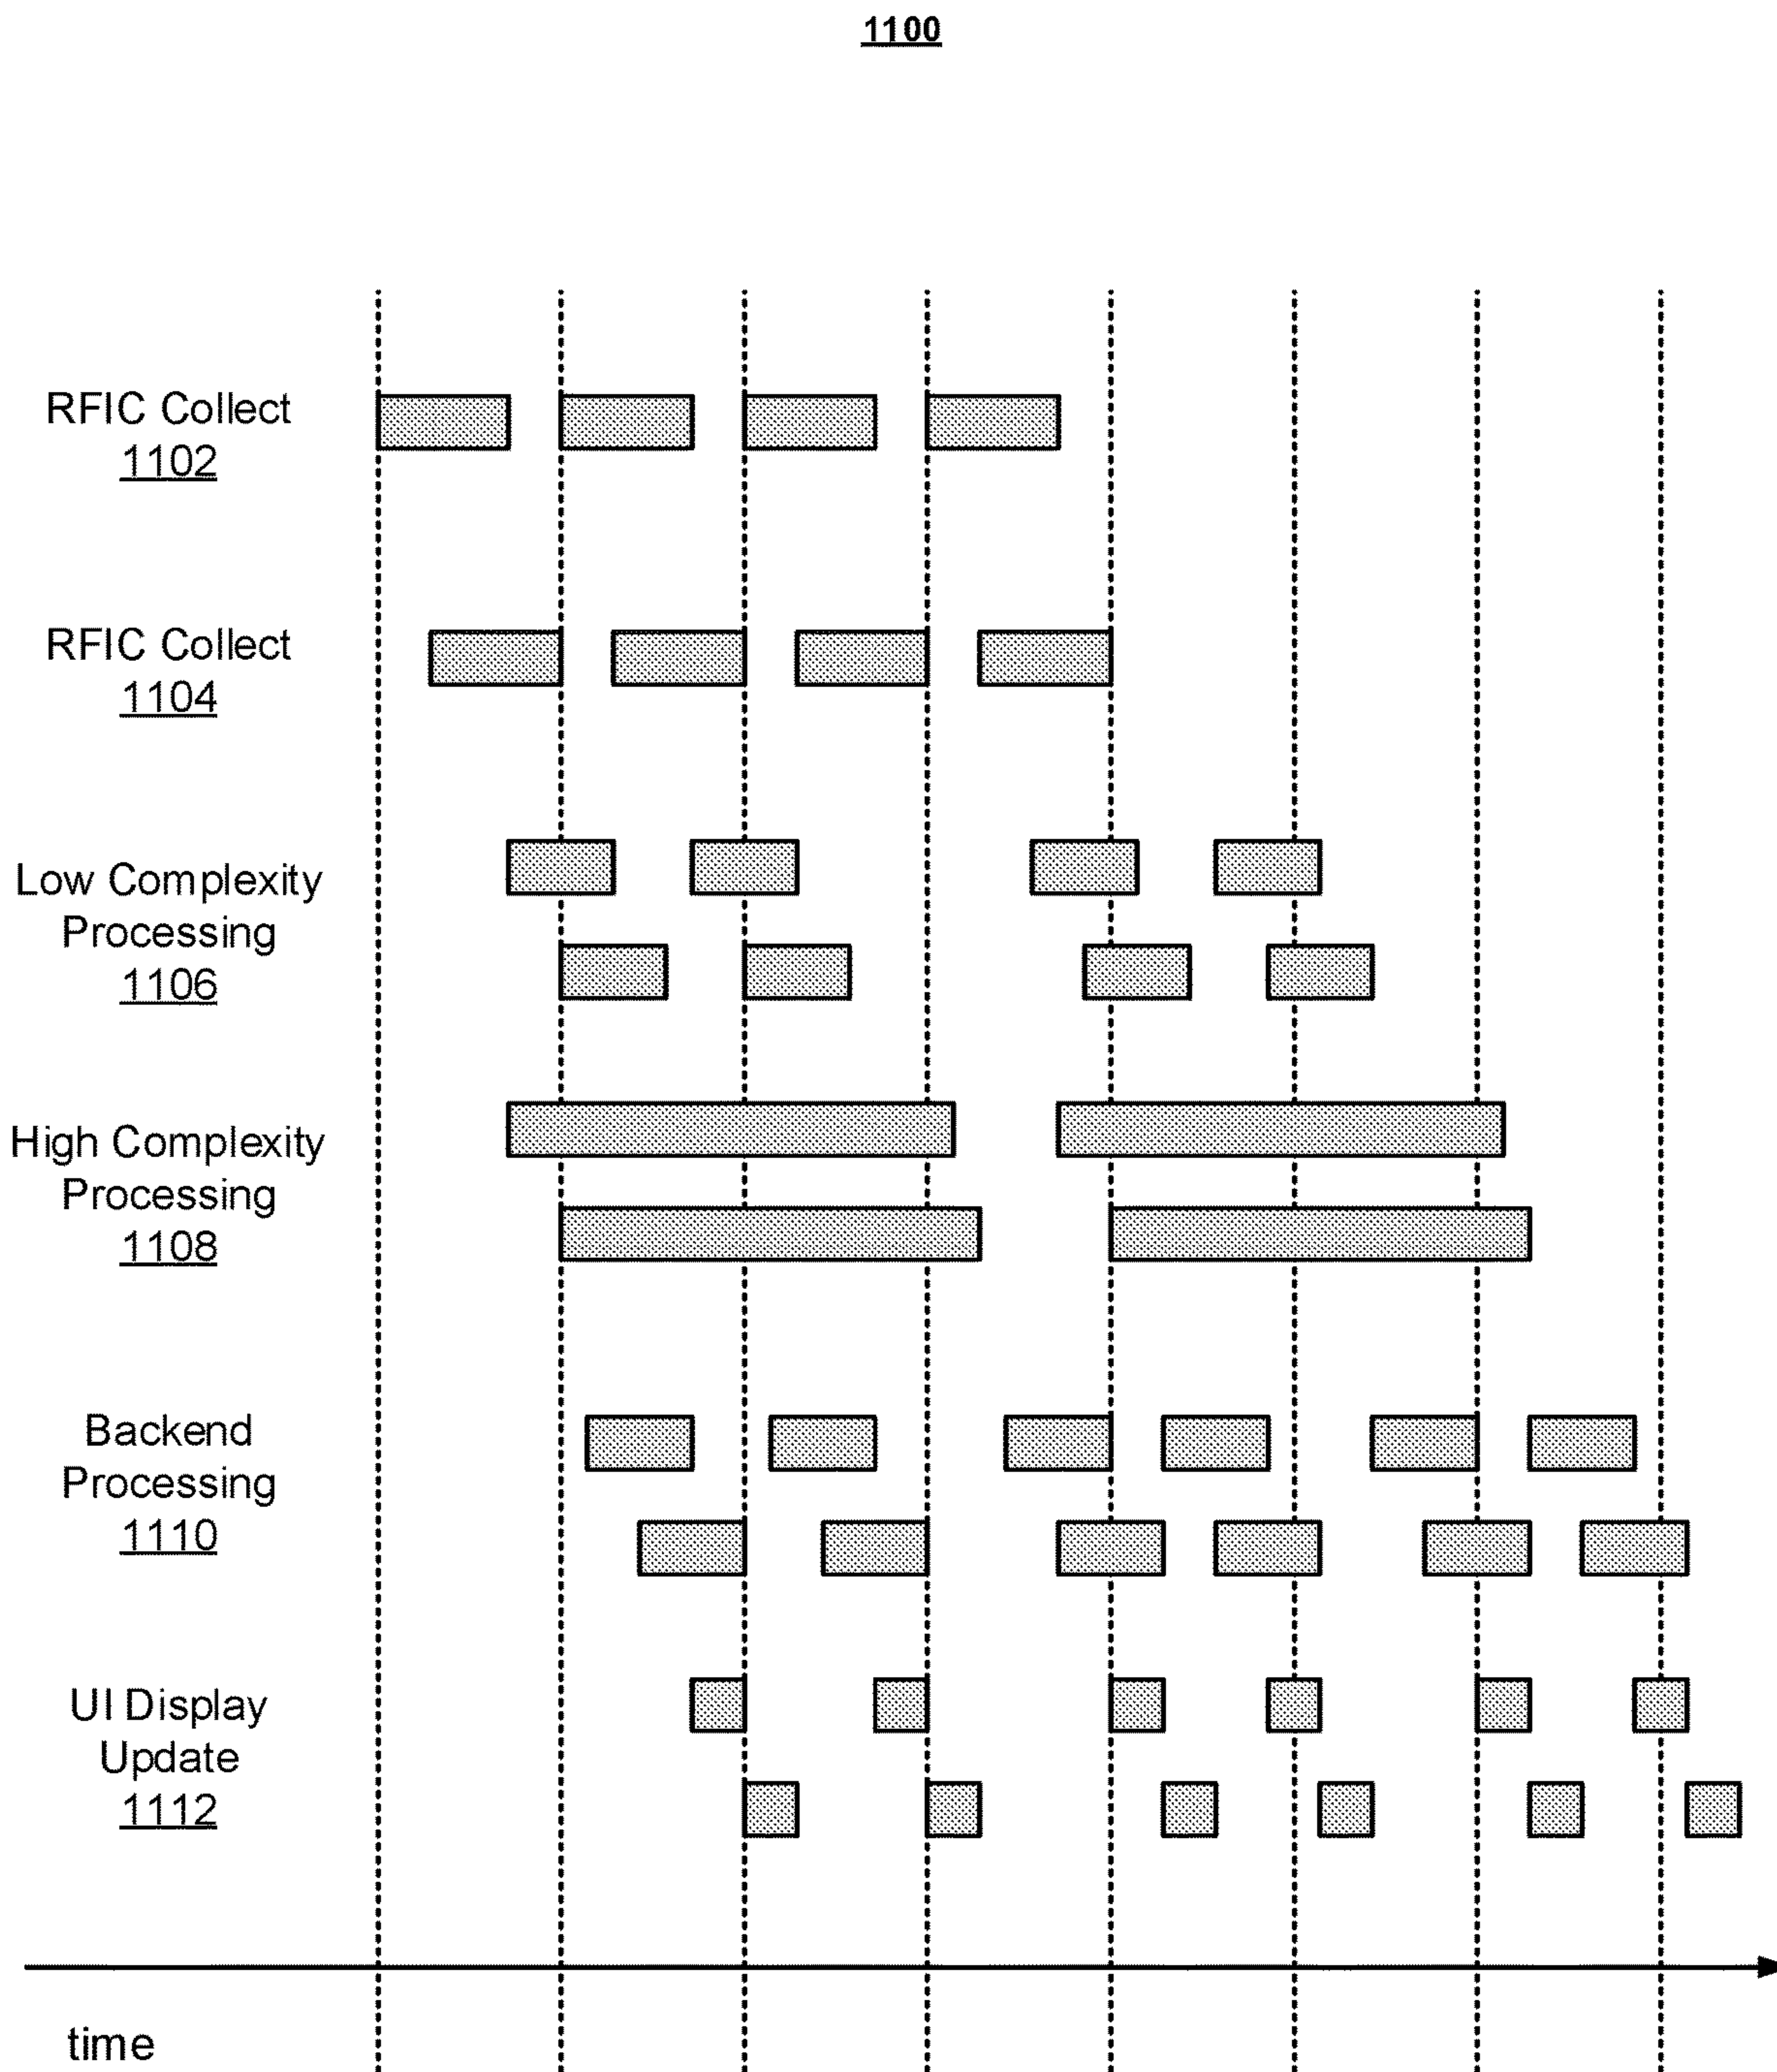 1100
RFIC Collect
1102
RFIC Collect
1104
Low Complexity
Processing
1106
High Complexity
Processing
1108
Backend
Processing
1110
UI Display
Update
1112
time